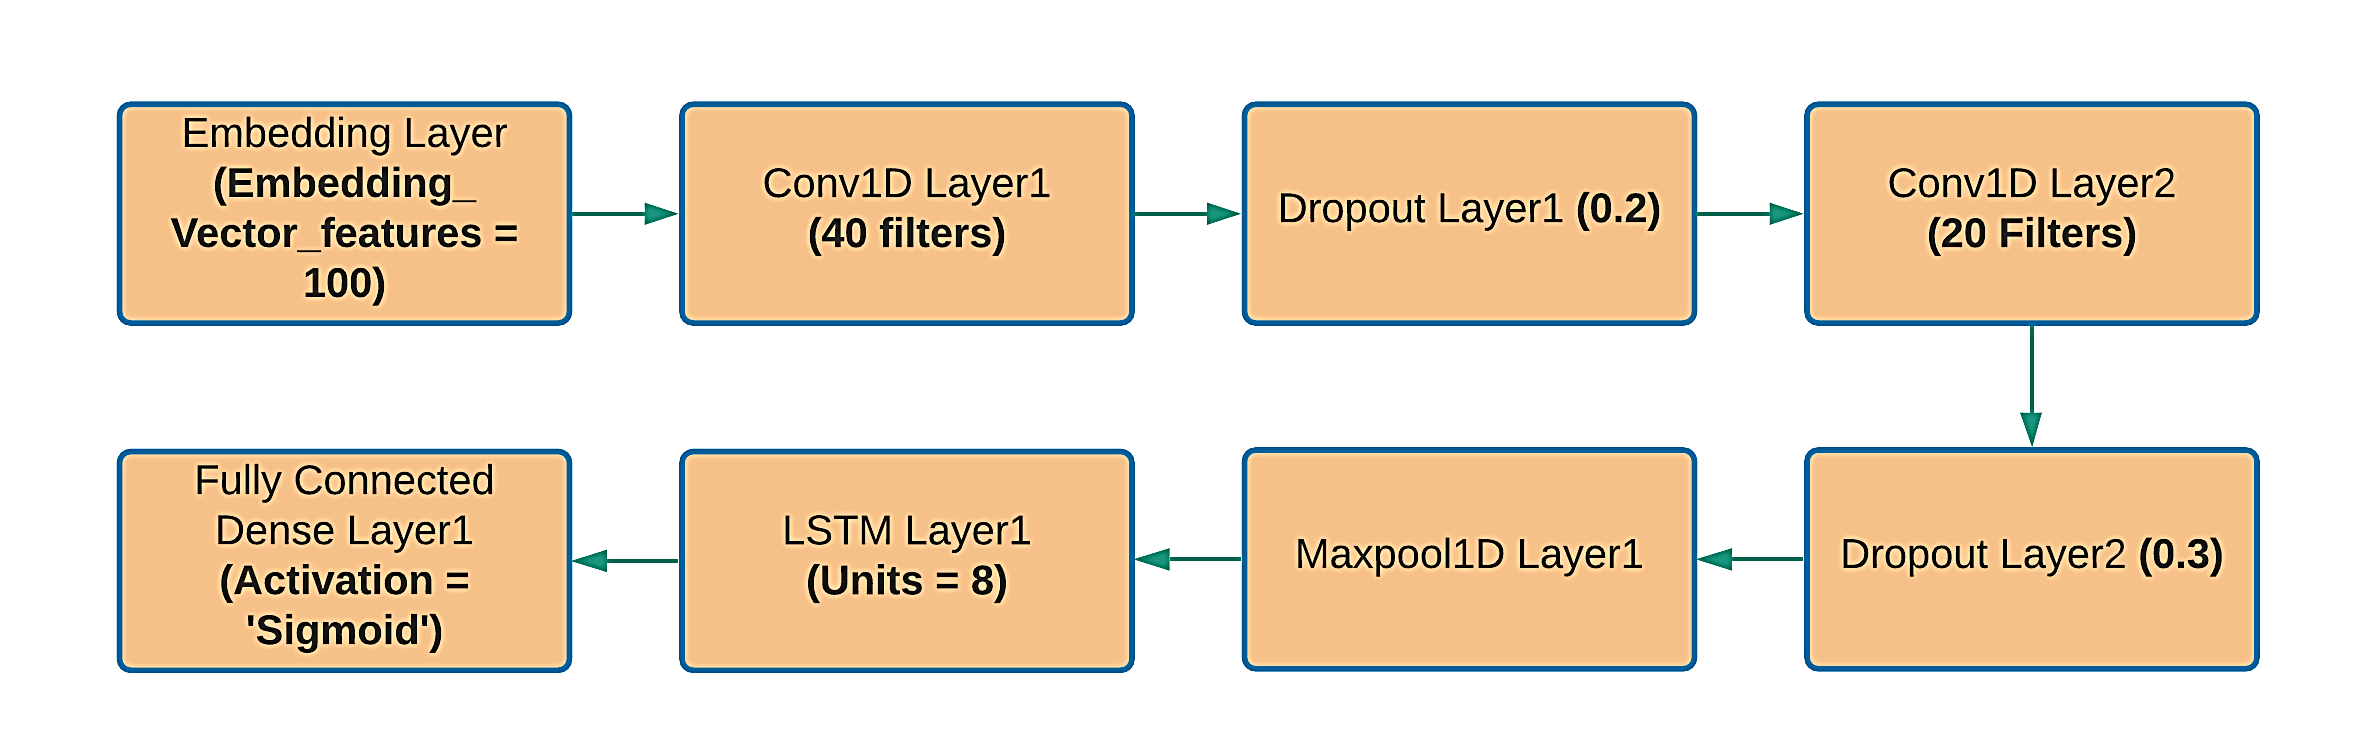 Embedding Layer
(Embedding_
Vector_features =
100)
Conv1D Layer1
(40 filters)
Dropout Layer1 (0.2)
Conv1D Layer2
(20 Filters)
Fully Connected
Dense Layer1
(Activation =
'Sigmoid')
LSTM Layer1
(Units = 8)
Maxpool1D Layer1
Dropout Layer2 (0.3)